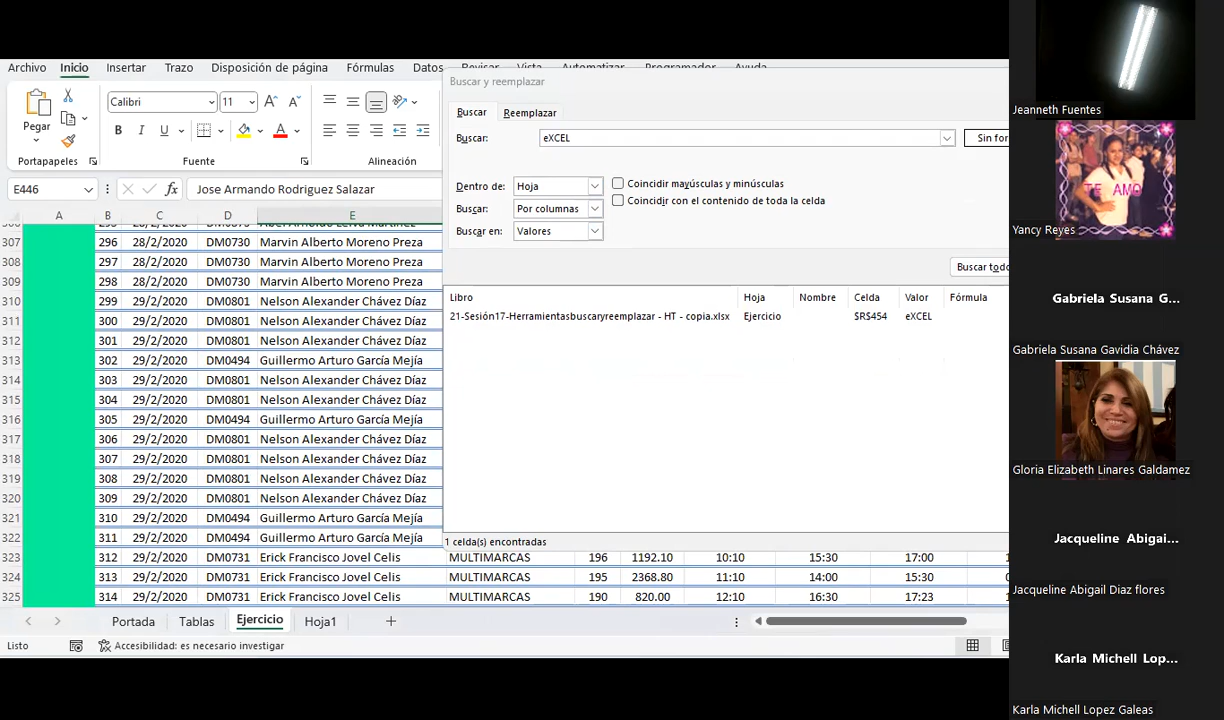 Archivo Inicio Insertar Trazo Disposición de página Fórmulas Datos Revisar Vista Automatizar Programador Ayuda
Buscar y reemplazar
Calibri 11
Buscar Reemplazar
Pegar
N K S A
Buscar: eXCEL Sin for
Portapapeles Fuente Alineación
Dentro de: Hoja Coincidir mayúsculas y minúsculas
Coincidir con el contenido de toda la celda
Buscar: Por columnas
Buscar en: Valores
E446 fx Jose Armando Rodriguez Salazar
A B C D E
Buscar todo
307 296 28/2/2020 DM0730 Marvin Alberto Moreno Preza
308 297 28/2/2020 DM0730 Marvin Alberto Moreno Preza
309 298 28/2/2020 DM0730 Marvin Alberto Moreno Preza
310 299 29/2/2020 DM0801 Nelson Alexander Chávez Díaz
311 300 29/2/2020 DM0801 Nelson Alexander Chávez Díaz
312 301 29/2/2020 DM0801 Nelson Alexander Chávez Díaz
313 302 29/2/2020 DM0494 Guillermo Arturo García Mejía
314 303 29/2/2020 DM0801 Nelson Alexander Chávez Díaz
315 304 29/2/2020 DM0801 Nelson Alexander Chávez Díaz
316 305 29/2/2020 DM0494 Guillermo Arturo García Mejía
317 306 29/2/2020 DM0801 Nelson Alexander Chávez Díaz
318 307 29/2/2020 DM0801 Nelson Alexander Chávez Díaz
319 308 29/2/2020 DM0801 Nelson Alexander Chávez Díaz
320 309 29/2/2020 DM0801 Nelson Alexander Chávez Díaz
321 310 29/2/2020 DM0494 Guillermo Arturo García Mejía
322 311 29/2/2020 DM0494 Guillermo Arturo García Mejía
323 312 29/2/2020 DM0731 Erick Francisco Jovel Celis MULTIMARCAS 196 1192.10 10:10 15:30 17:00
324 313 29/2/2020 DM0731 Erick Francisco Jovel Celis MULTIMARCAS 195 2368.80 11:10 14:00 15:30
325 314 29/2/2020 DM0731 Erick Francisco Jovel Celis MULTIMARCAS 190 820.00 12:10 16:30 17:23
Libro Hoja Nombre Celda Valor Fórmula
21-Sesión17-Herramientasbuscaryreemplazar - HT - copia.xlsx Ejercicio $R$454 eXCEL
1 celda(s) encontradas
Portada Tablas Ejercicio Hoja1
Listo Accesibilidad: es necesario investigar
Jeanneth Fuentes
TE AMO
Yancy Reyes
Gabriela Susana G...
Gabriela Susana Gavidia Chávez
Gloria Elizabeth Linares Galdamez
Jacqueline Abigai...
Jacqueline Abigail Diaz flores
Karla Michell Lop...
Karla Michell Lopez Galeas